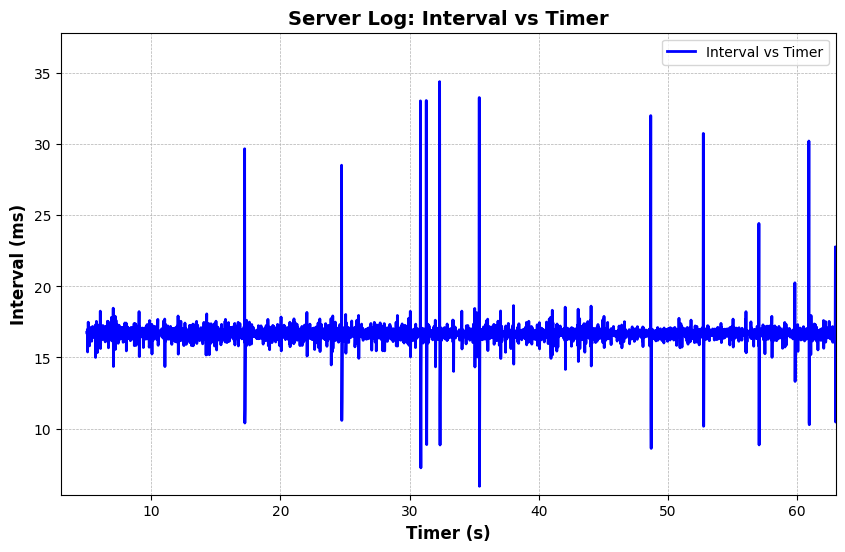 Server Log: Interval vs Timer
Interval vs Timer
35
30
25
20
15
10
Interval (ms)
10 20 30 40 50 60
Timer (s)